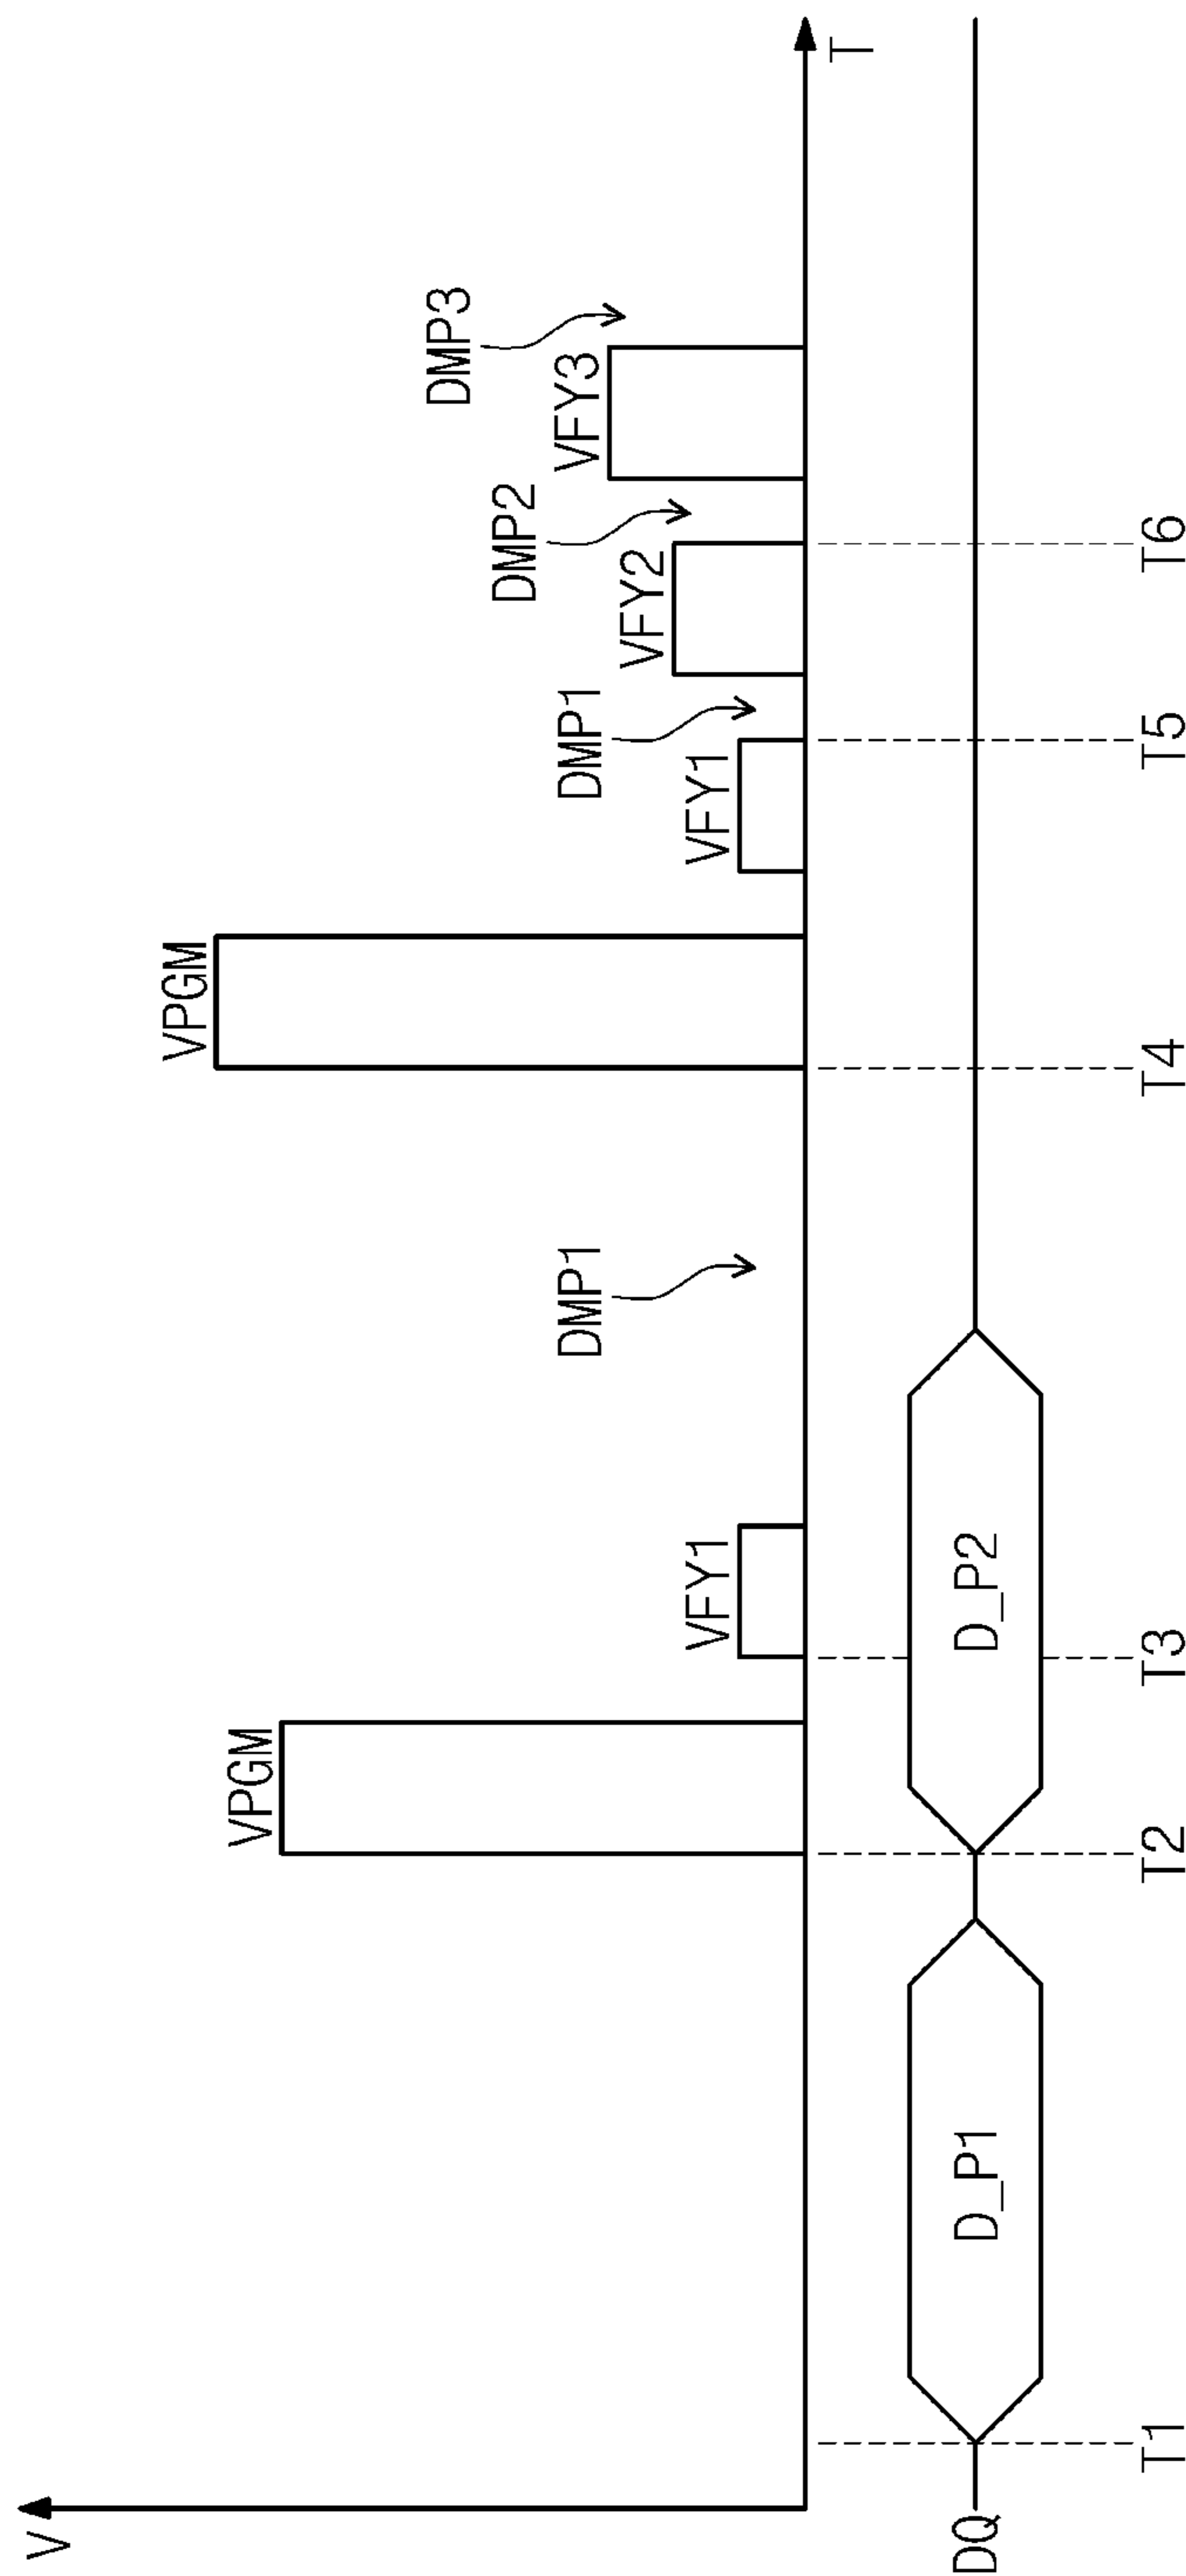 V
VPGM
VPGM
DMP3
VFY3
DMP2
VFY2
DMP1
DMP1
VFY1
VFY1
T
DQ
D_P1
D_P2
T1
T2
T3
T4
T5
T6